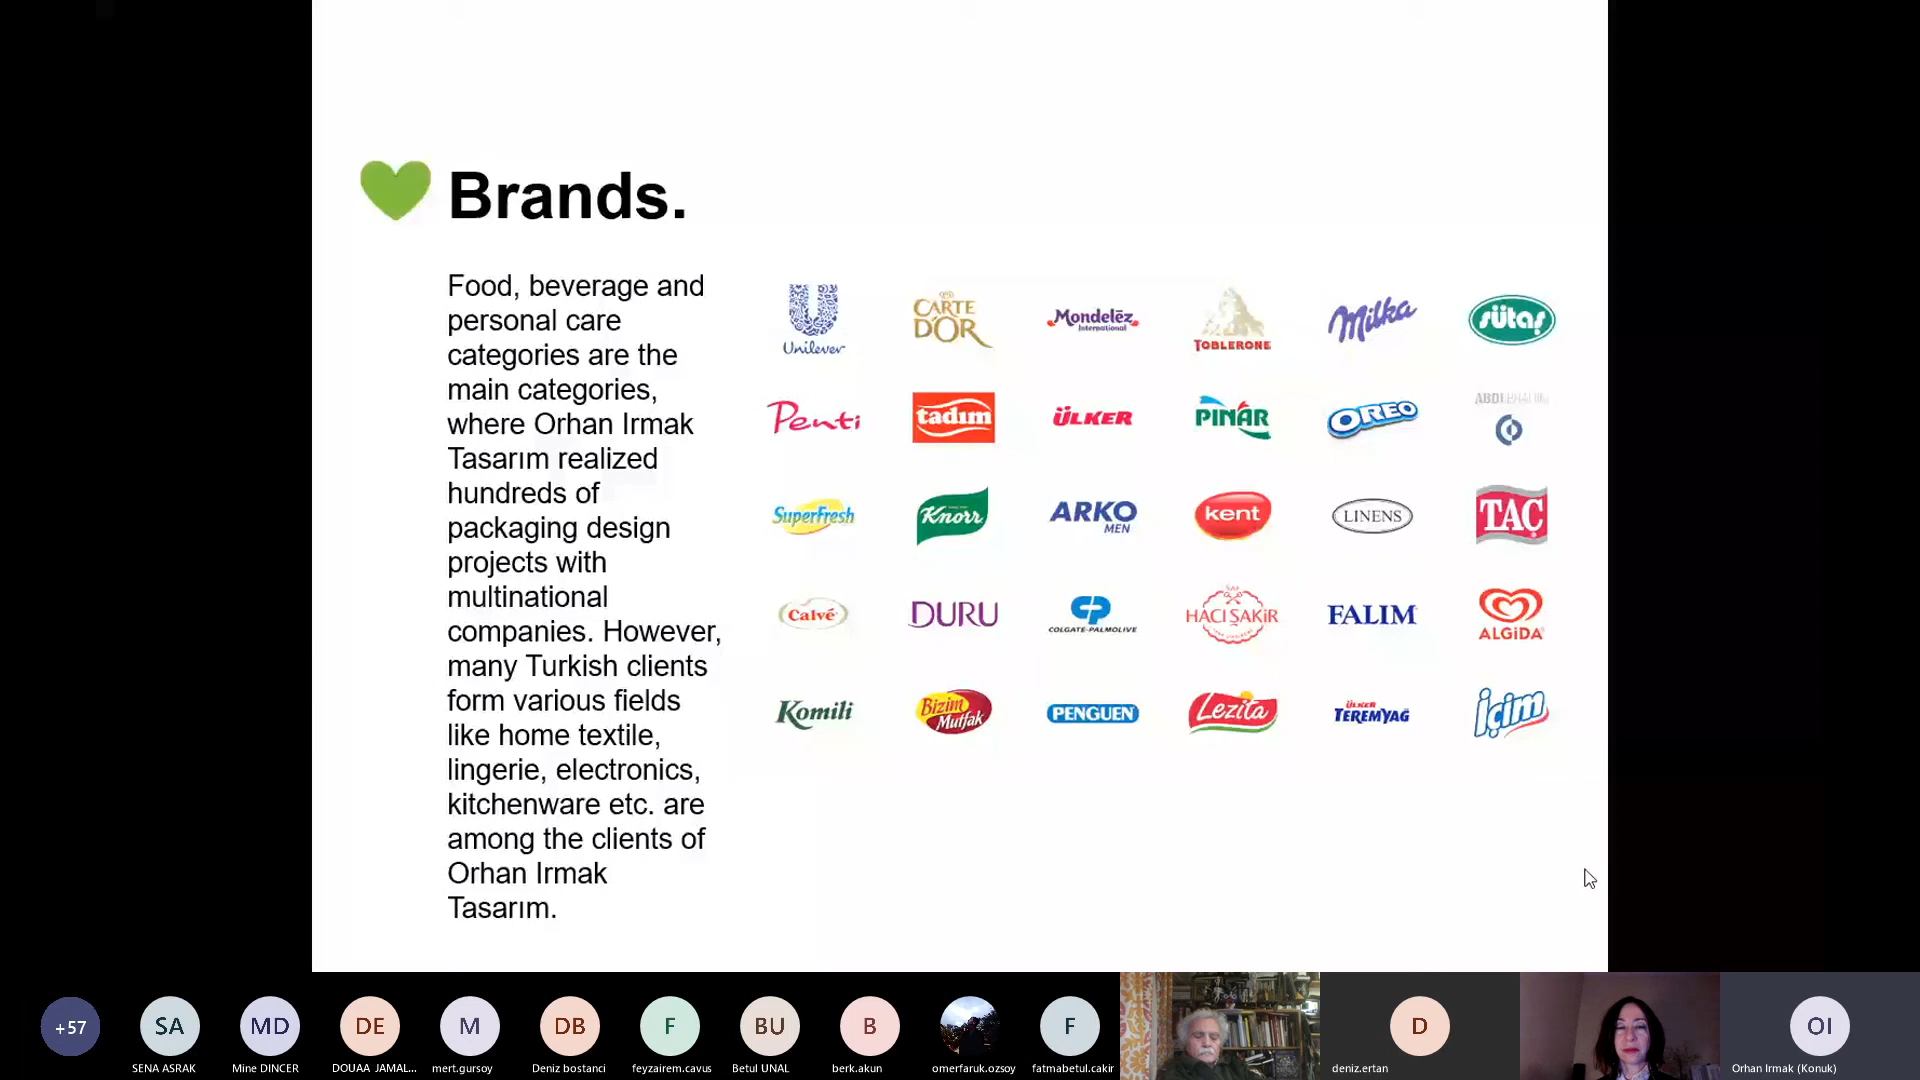 Brands.
Food, beverage and
personal care
categories are the
main categories,
where Orhan Irmak
Tasarım realized
hundreds of
packaging design
projects with
multinational
companies. However,
many Turkish clients
form various fields
like home textile,
lingerie, electronics,
kitchenware etc. are
among the clients of
Orhan Irmak
Tasarım.
Unilever
CARTE D'OR
Mondelēz International
TOBLERONE
Milka
sütaş
Penti
tadım
ÜLKER
PINAR
OREO
SuperFresh
Knorr
ARKO MEN
kent
LINENS
TAÇ
Calvé
DURU
CP COLGATE-PALMOLIVE
HACI ŞAKİR
FALIM
ALGİDA
Komili
Bizim Mutfak
PENGUEN
Lezita
ÜLKER TEREMYAĞ
içim
+57
SA
MD
DE
M
DB
F
BU
B
F
D
OI
SENA ASRAK
Mine DINCER
DOUAA JAMAL...
mert.gursoy
Deniz bostanci
feyzairem.cavus
Betul UNAL
berk.akun
omerfaruk.ozsoy
fatmabetul.cakir
deniz.ertan
Orhan Irmak (Konuk)